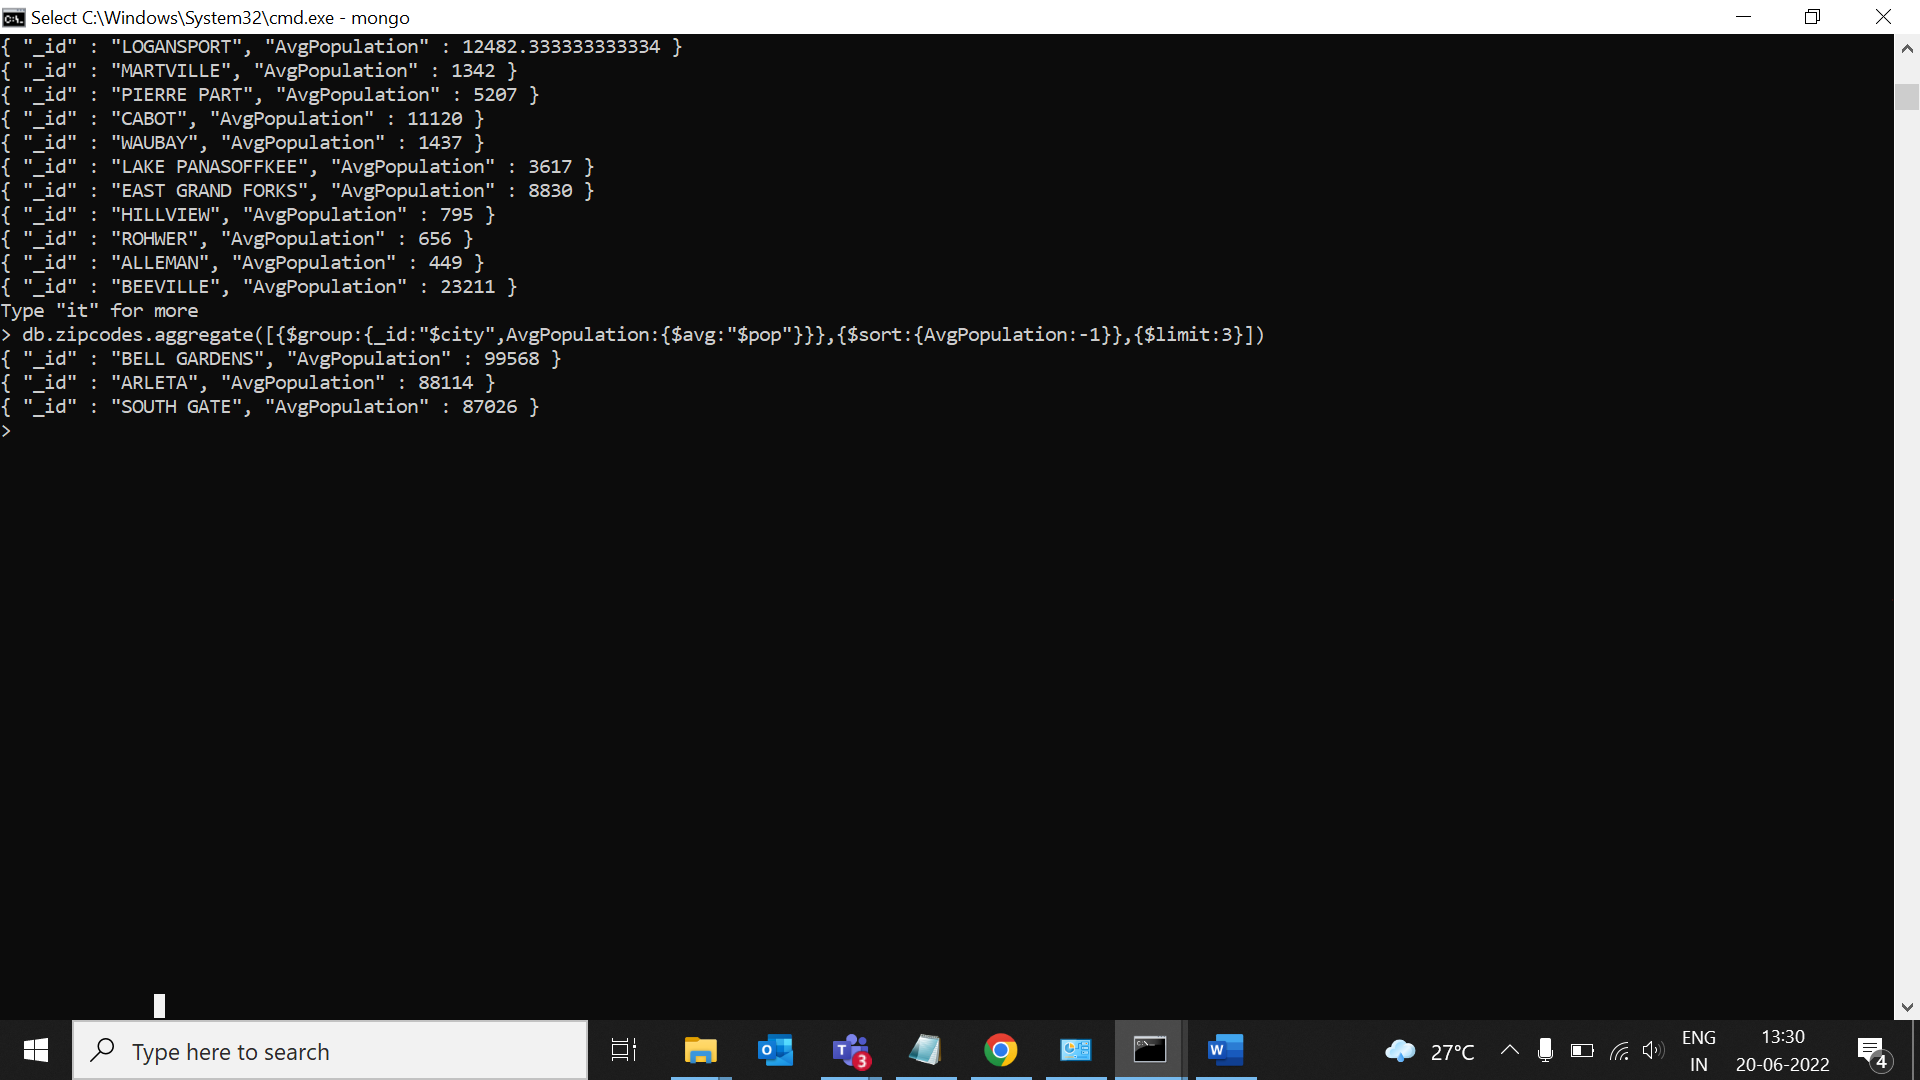 Select C:\Windows\System32\cmd.exe - mongo
{ "_id" : "LOGANSPORT", "AvgPopulation" : 12482.333333333334 }
{ "_id" : "MARTVILLE", "AvgPopulation" : 1342 }
{ "_id" : "PIERRE PART", "AvgPopulation" : 5207 }
{ "_id" : "CABOT", "AvgPopulation" : 11120 }
{ "_id" : "WAUBAY", "AvgPopulation" : 1437 }
{ "_id" : "LAKE PANASOFFKEE", "AvgPopulation" : 3617 }
{ "_id" : "EAST GRAND FORKS", "AvgPopulation" : 8830 }
{ "_id" : "HILLVIEW", "AvgPopulation" : 795 }
{ "_id" : "ROHWER", "AvgPopulation" : 656 }
{ "_id" : "ALLEMAN", "AvgPopulation" : 449 }
{ "_id" : "BEEVILLE", "AvgPopulation" : 23211 }
Type "it" for more
> db.zipcodes.aggregate([{$group:{_id:"$city",AvgPopulation:{$avg:"$pop"}}},{$sort:{AvgPopulation:-1}},{$limit:3}])
{ "_id" : "BELL GARDENS", "AvgPopulation" : 99568 }
{ "_id" : "ARLETA", "AvgPopulation" : 88114 }
{ "_id" : "SOUTH GATE", "AvgPopulation" : 87026 }
>
Type here to search
3
27°C
ENG
IN
13:30
20-06-2022
4